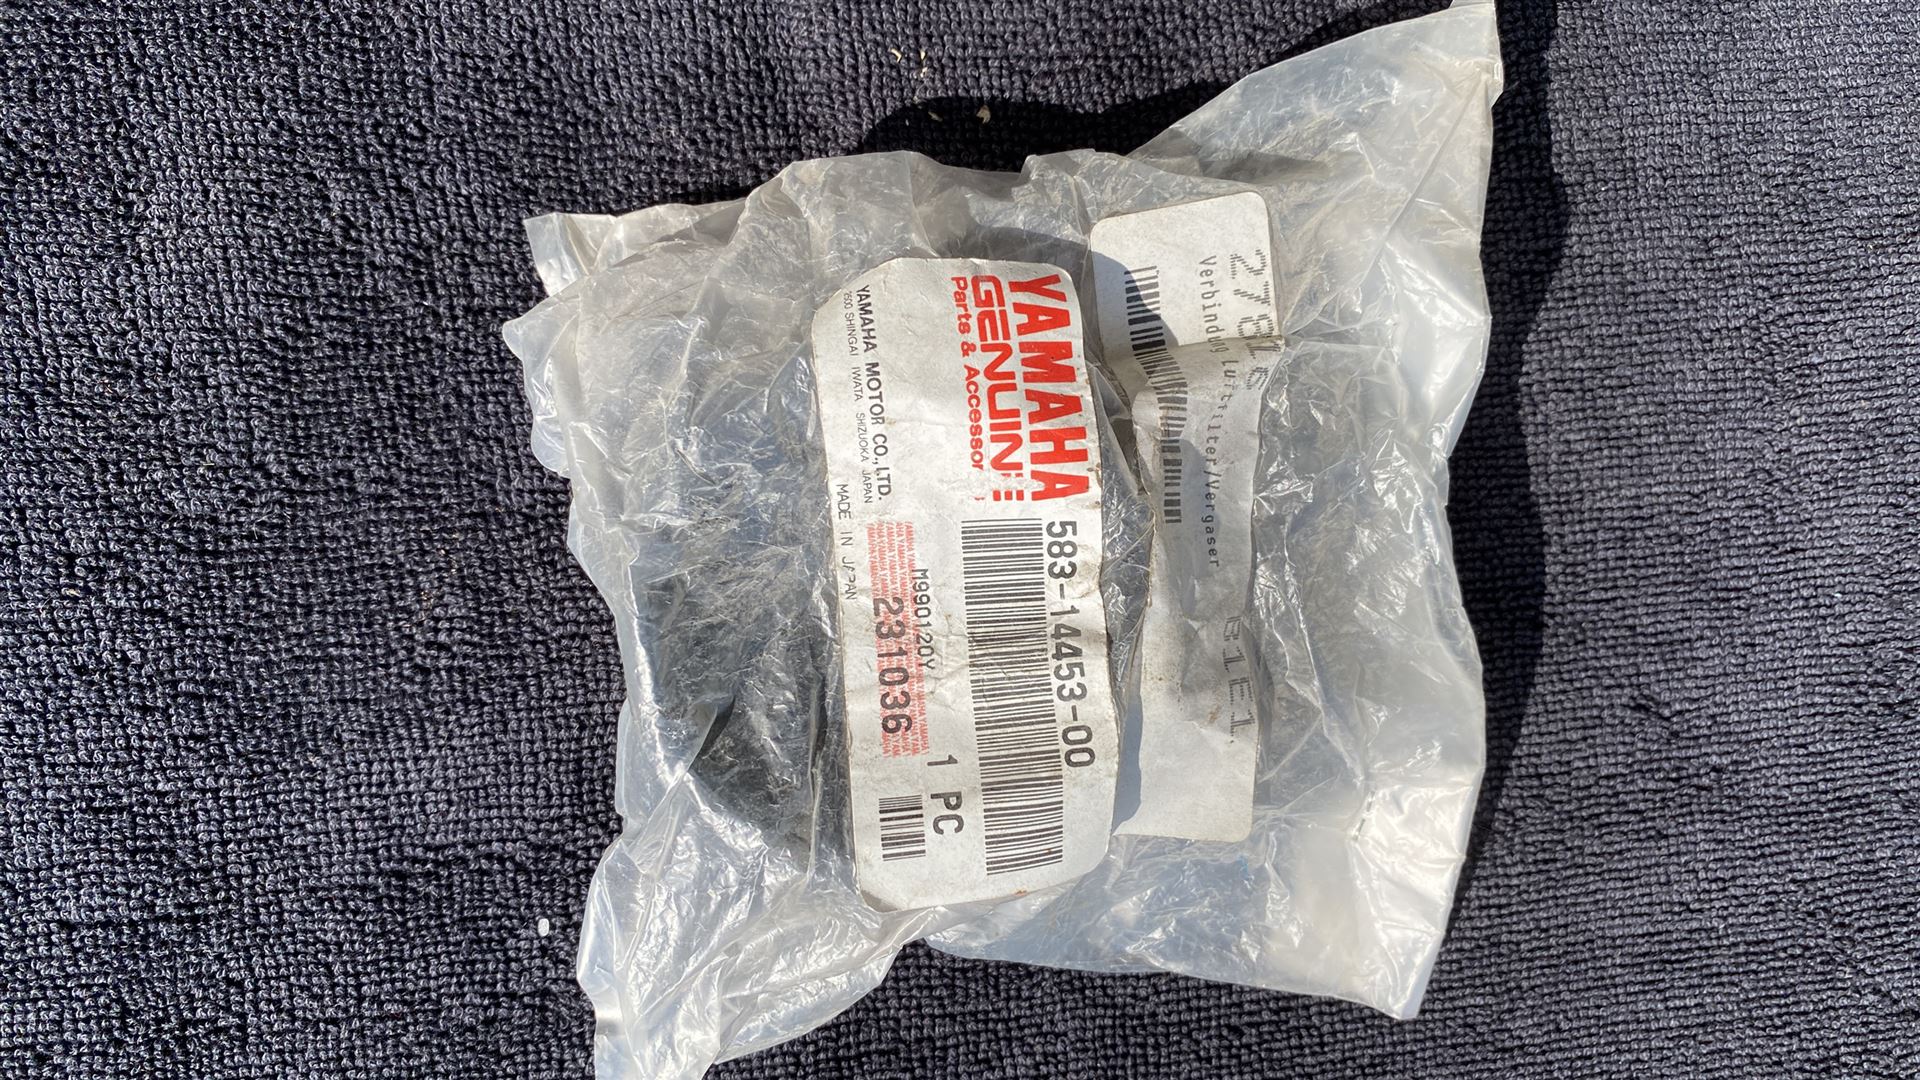 Verbindung Luftfilter/Vergaser
YAMAHA
GENUINE
Parts & Accessor
583-14453-00
M990120Y
1 PC
231036
YAMAHA MOTOR CO., LTD.
2500 SHINGAI IWATA SHIZUOKA JAPAN
MADE IN JAPAN